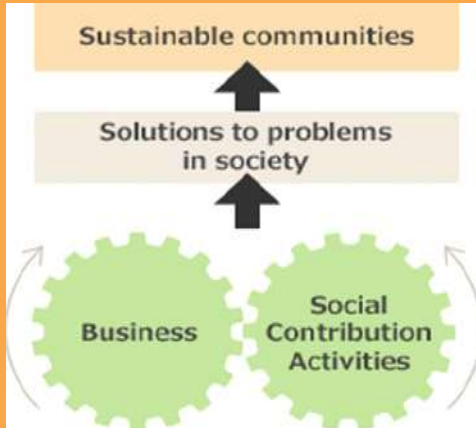 Sustainable communities
Solutions to problems
in society
Business
Social
Contribution
Activities